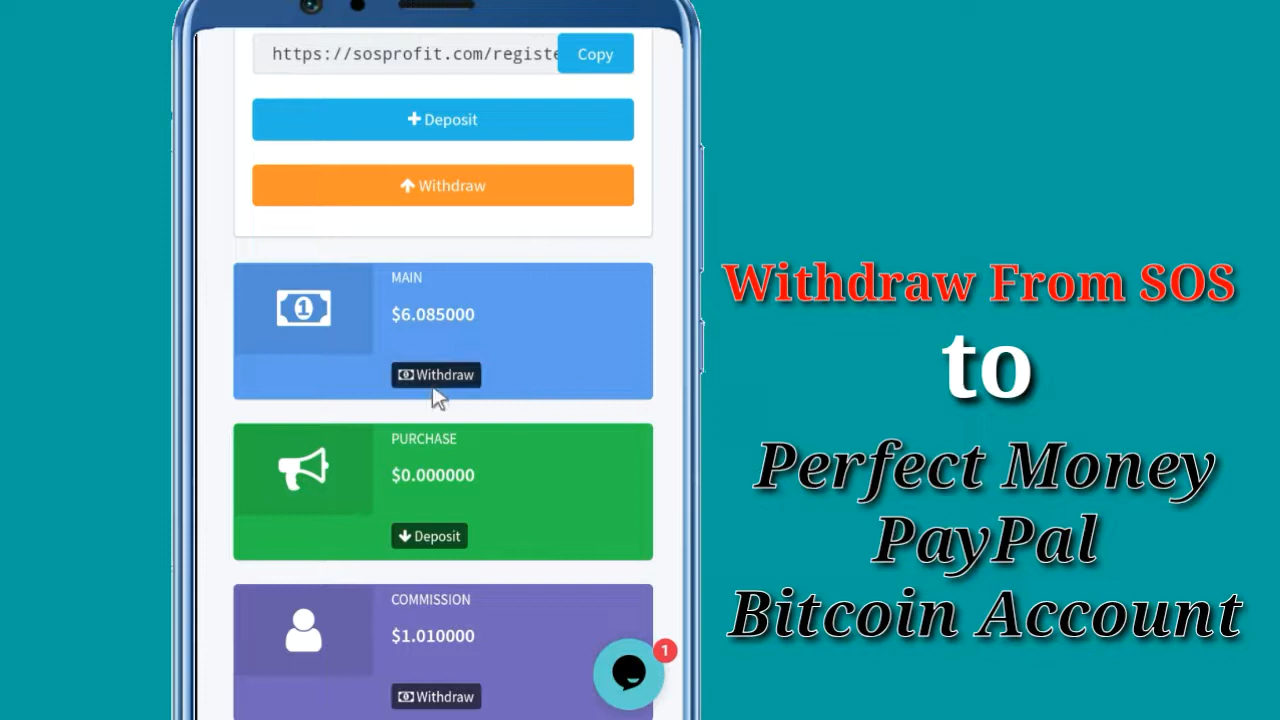 https://sosprofit.com/registe
Copy
Deposit
Withdraw
MAIN
$6.085000
Withdraw
PURCHASE
$0.000000
Deposit
COMMISSION
$1.010000
Withdraw
1
Withdraw From SOS
to
Perfect Money
PayPal
Bitcoin Account